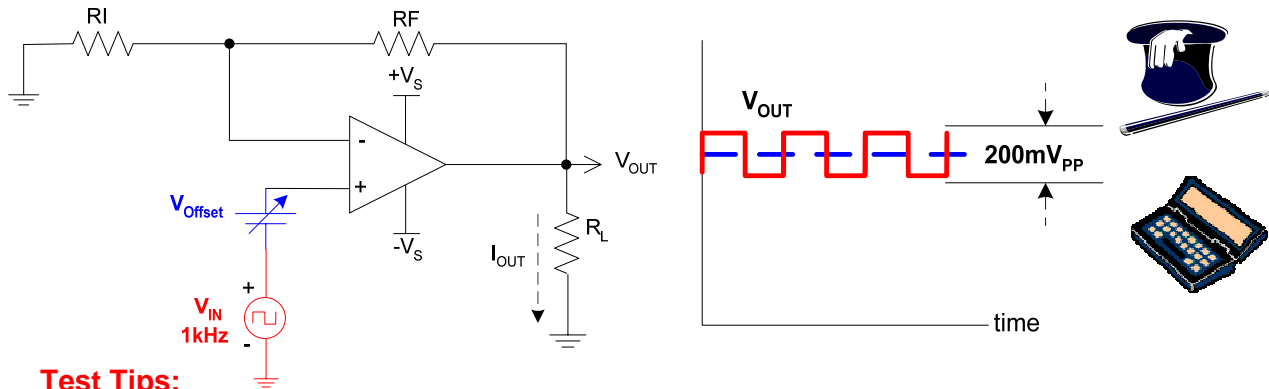 RI
RF
+VS
-
+
-VS
VOUT
VOffset
+
VIN
1kHz
-
IOUT
RL
Test Tips:
VOUT
200mVPP
time